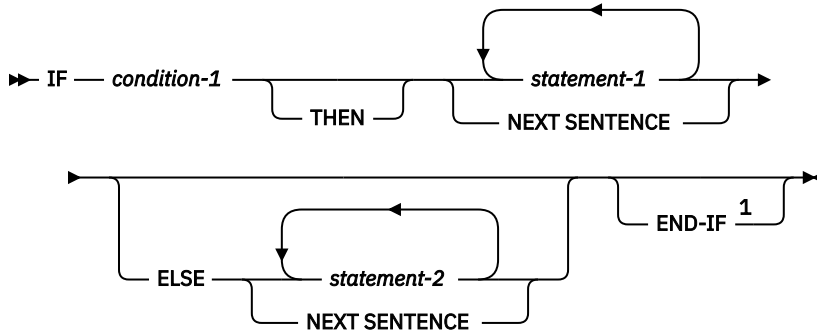 IF condition-1 statement-1
THEN NEXT SENTENCE
END-IF 1
ELSE statement-2
NEXT SENTENCE